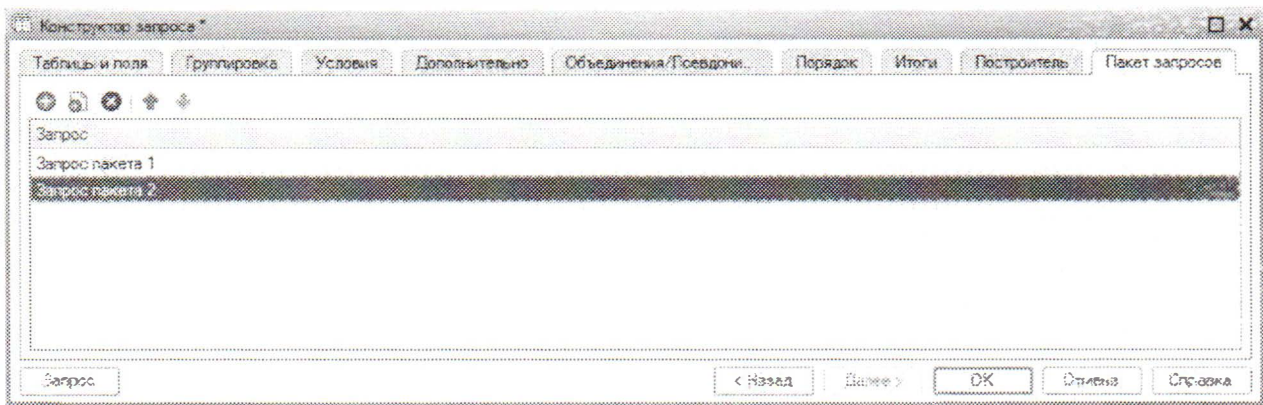 Конструктор запроса *
Таблицы и поля Группировка Условия Дополнительно Объединения/Псевдони... Порядок Итоги Построитель Пакет запросов
Запрос
Запрос пакета 1
Запрос пакета 2
Запрос < Назад Далее > OK Отмена Справка